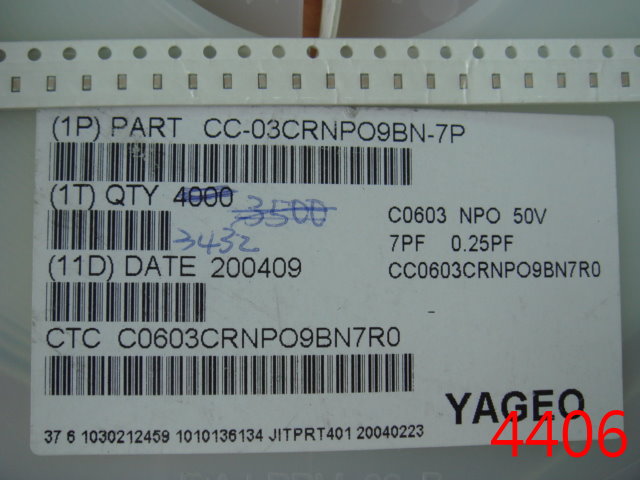 (1P) PART CC-03CRNPO9BN-7P
(1T) QTY 4000 3500
3432
C0603 NPO 50V
7PF 0.25PF
(11D) DATE 200409
CC0603CRNPO9BN7R0
CTC C0603CRNPO9BN7R0
YAGEO
37 6 1030212459 1010136134 JITPRT401 20040223
4406